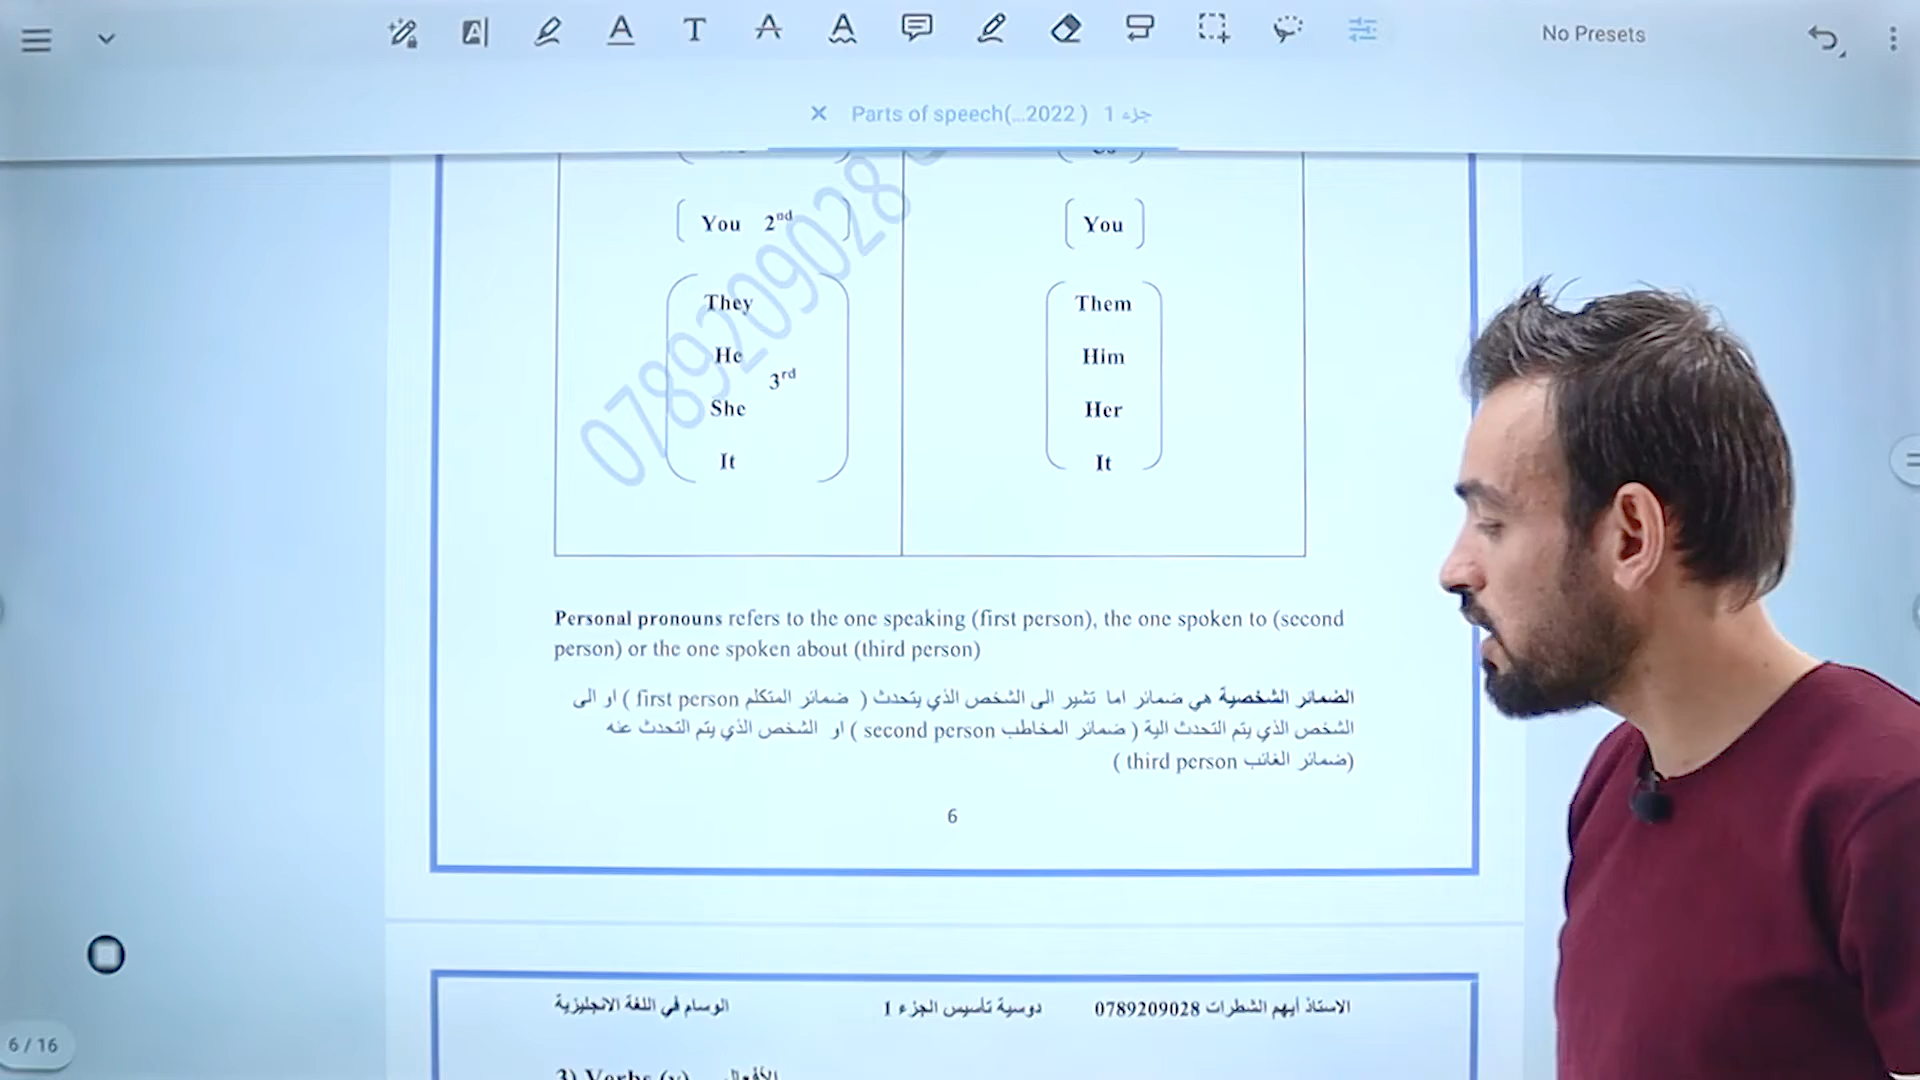 No Presets
Parts of speech(...2022 ) جزء 1
0789209028
You 2nd
You
They
Them
He
Him
3rd
She
Her
It
It
Personal pronouns refers to the one speaking (first person), the one spoken to (second
person) or the one spoken about (third person)
الضمائر الشخصية هي ضمائر اما تشير الى الشخص الذي يتحدث ( ضمائر المتكلم first person ) او الى
الشخص الذي يتم التحدث الية ( ضمائر المخاطب second person ) او الشخص الذي يتم التحدث عنه
(ضمائر الغائب third person )
6
الاستاذ أيهم الشطرات 0789209028 دوسية تأسيس الجزء 1 الوسام في اللغة الانجليزية
6 / 16
3) Verbs (v) الأفعال